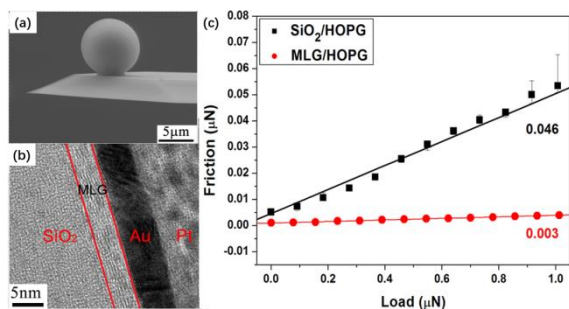 (a)
5μm
(b)
MLG
SiO₂
Au
Pt
5nm
(c)
SiO₂/HOPG
MLG/HOPG
0.046
0.003
Friction (μN)
0.08
0.07
0.06
0.05
0.04
0.03
0.02
0.01
0.00
-0.01
0.0 0.2 0.4 0.6 0.8 1.0 1.2
Load (μN)